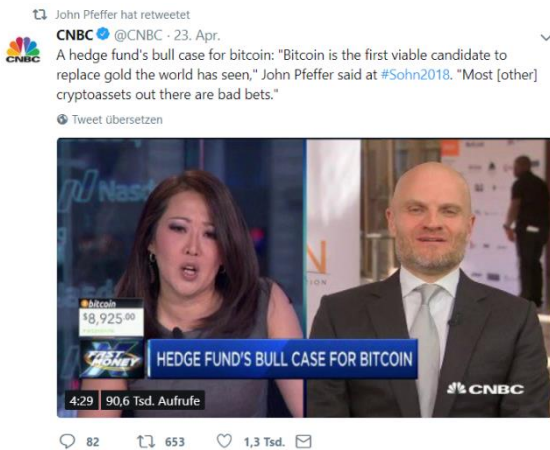 John Pfeffer hat retweetet
CNBC @CNBC · 23. Apr.
A hedge fund's bull case for bitcoin: "Bitcoin is the first viable candidate to
replace gold the world has seen," John Pfeffer said at #Sohn2018. "Most [other]
cryptoassets out there are bad bets."
Tweet übersetzen
CNBC
Nasd
bitcoin
$8,925.00
FAST MONEY
HEDGE FUND'S BULL CASE FOR BITCOIN
CNBC
4:29 90,6 Tsd. Aufrufe
82 653 1,3 Tsd.